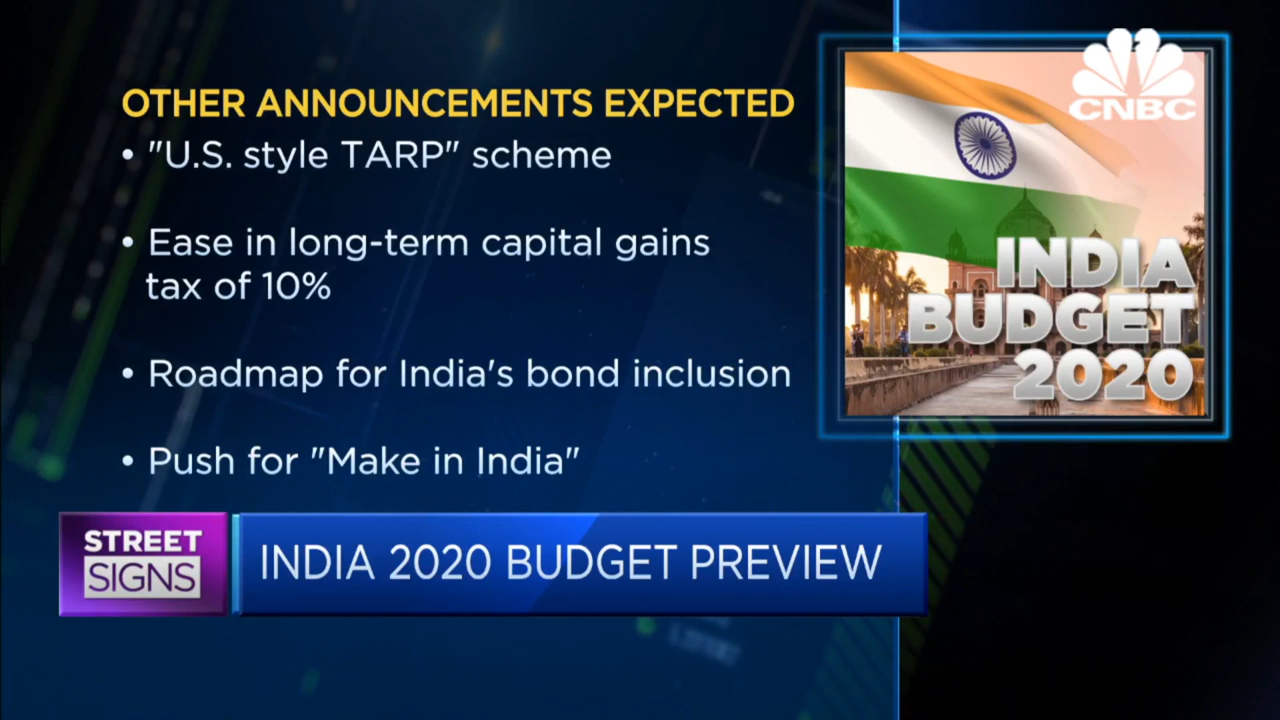 OTHER ANNOUNCEMENTS EXPECTED
• "U.S. style TARP" scheme
• Ease in long-term capital gains
tax of 10%
• Roadmap for India's bond inclusion
• Push for "Make in India"
CNBC
INDIA
BUDGET
2020
STREET
SIGNS
INDIA 2020 BUDGET PREVIEW